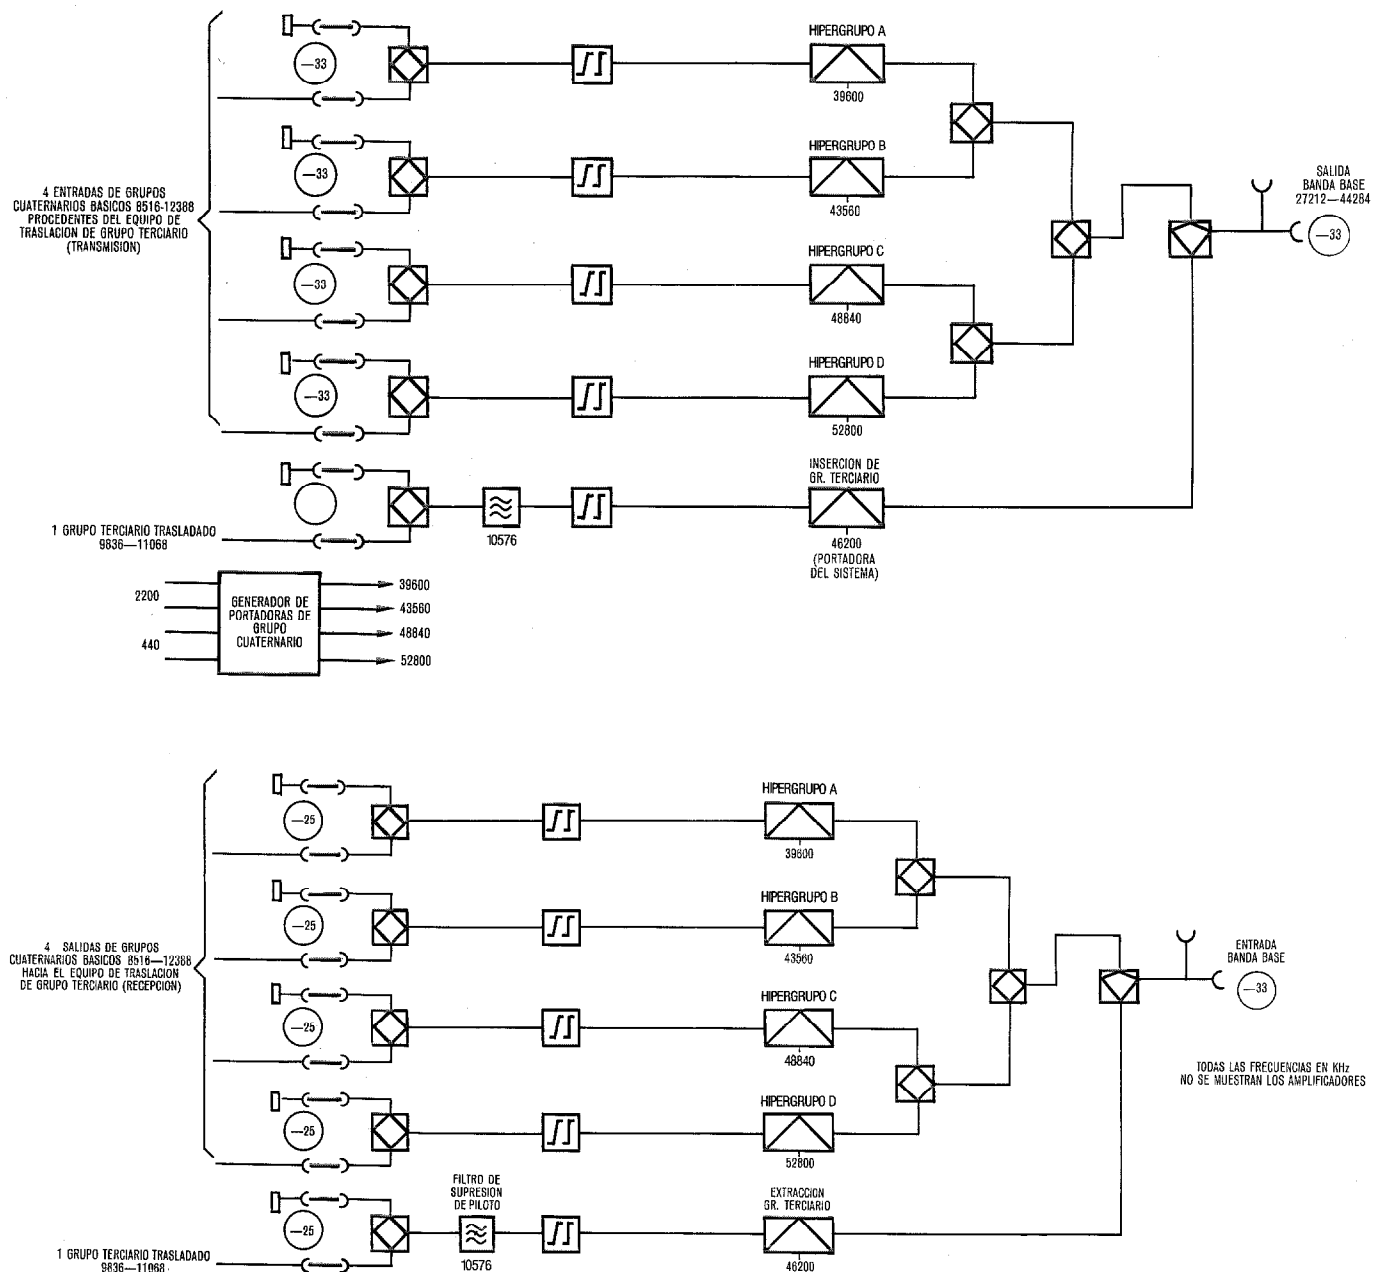 HIPERGRUPO A
—33
39600
HIPERGRUPO B
—33
43560
4 ENTRADAS DE GRUPOS
CUATERNARIOS BASICOS 8516-12388
PROCEDENTES DEL EQUIPO DE
TRASLACION DE GRUPO TERCIARIO
(TRANSMISION)
SALIDA
BANDA BASE
27212—44284
—33
HIPERGRUPO C
—33
48840
HIPERGRUPO D
—33
52800
INSERCION DE
GR. TERCIARIO
1 GRUPO TERCIARIO TRASLADADO
9836—11068
10576
46200
(PORTADORA
DEL SISTEMA)
2200
440
GENERADOR DE
PORTADORAS DE
GRUPO
CUATERNARIO
39600
43560
48840
52800
HIPERGRUPO A
—25
39600
HIPERGRUPO B
—25
43560
4 SALIDAS DE GRUPOS
CUATERNARIOS BASICOS 8516—12388
HACIA EL EQUIPO DE TRASLACION
DE GRUPO TERCIARIO (RECEPCION)
ENTRADA
BANDA BASE
—33
HIPERGRUPO C
—25
48840
TODAS LAS FRECUENCIAS EN KHz
NO SE MUESTRAN LOS AMPLIFICADORES
HIPERGRUPO D
—25
52800
FILTRO DE
SUPRESION
DE PILOTO
EXTRACCION
GR. TERCIARIO
—25
1 GRUPO TERCIARIO TRASLADADO
9836—11068
10576
46200